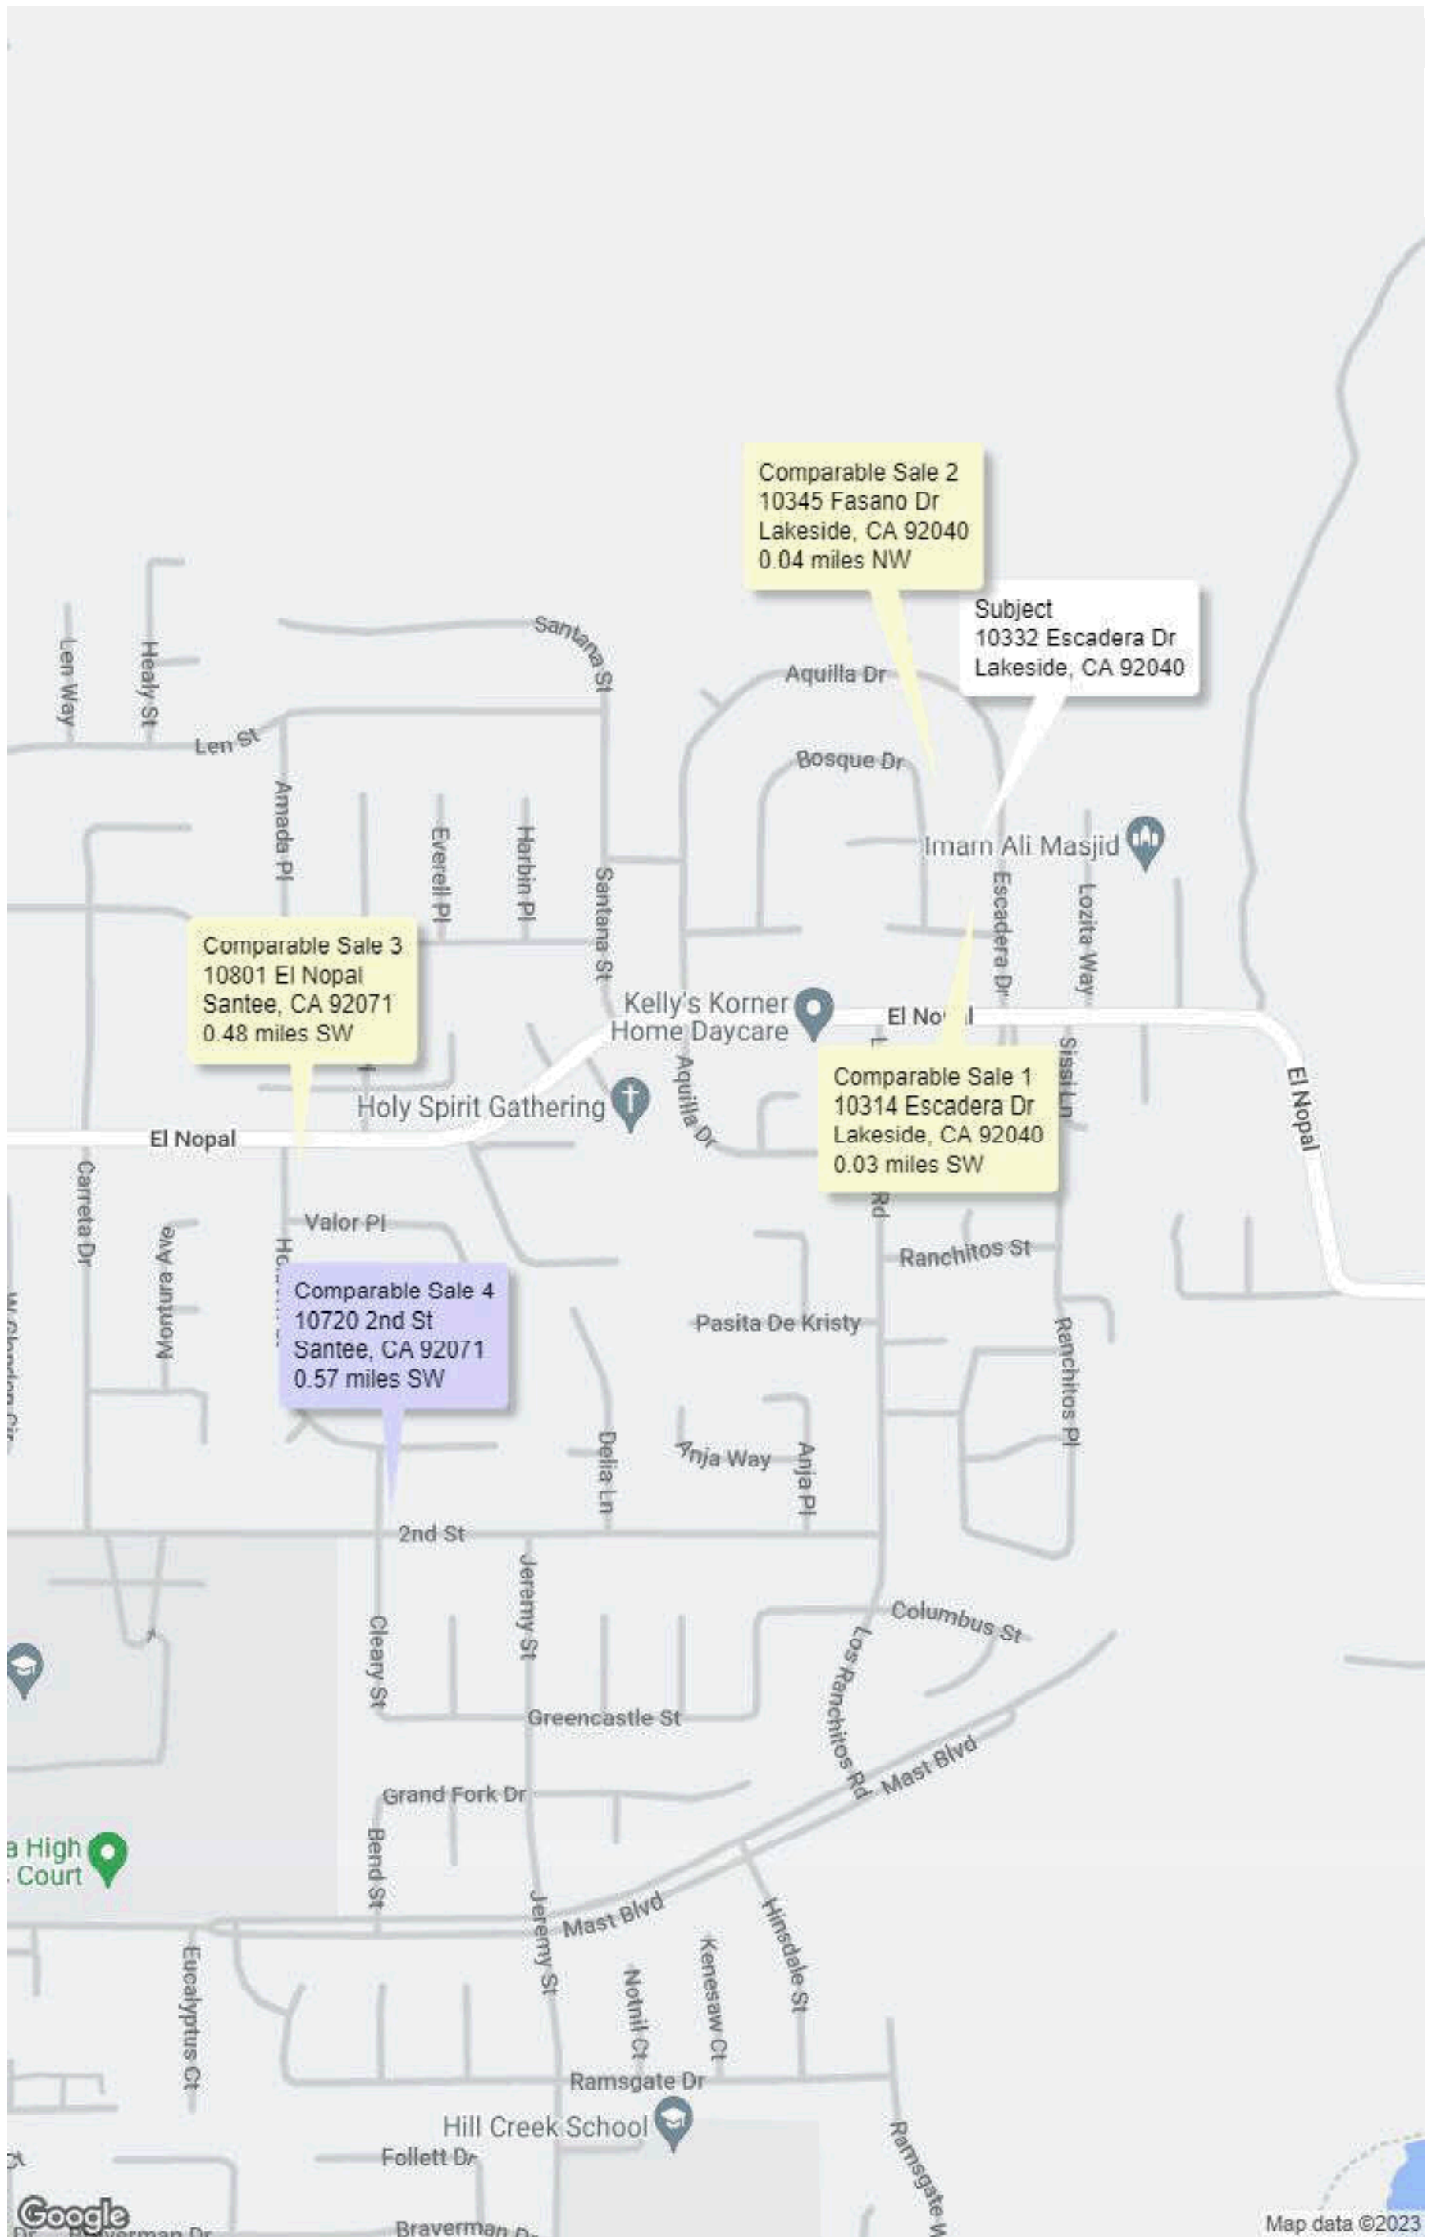 Comparable Sale 2
10345 Fasano Dr
Lakeside, CA 92040
0.04 miles NW
Subject
10332 Escadera Dr
Lakeside, CA 92040
Santana St
Aquilla Dr
Len Way
Healy St
Len St
Bosque Dr
Amada Pl
Everell Pl
Harbin Pl
Imam Ali Masjid
Santana St
Escadera Dr
Lozita Way
Comparable Sale 3
10801 El Nopal
Santee, CA 92071
0.48 miles SW
Kelly's Korner
Home Daycare
El Nopal
Comparable Sale 1
10314 Escadera Dr
Lakeside, CA 92040
0.03 miles SW
Sissi Ln
El Nopal
Holy Spirit Gathering
Aquilla Dr
El Nopal
Carreta Dr
Rd
Valor Pl
Montura Ave
Ranchitos St
Comparable Sale 4
10720 2nd St
Santee, CA 92071
0.57 miles SW
Pasita De Kristy
Ranchitos Pl
Delia Ln
Anja Way
Anja Pl
2nd St
Jeremy St
Cleary St
Columbus St
Los Ranchitos Rd
Greencastle St
Mast Blvd
Grand Fork Dr
a High
Court
Bend St
Jeremy St
Mast Blvd
Hinsdale St
Eucalyptus Ct
Notnil Ct
Kenesaw Ct
Ramsgate Dr
Hill Creek School
Follett Dr
Ramsgate W
Google
Braverman Dr
Map data ©2023